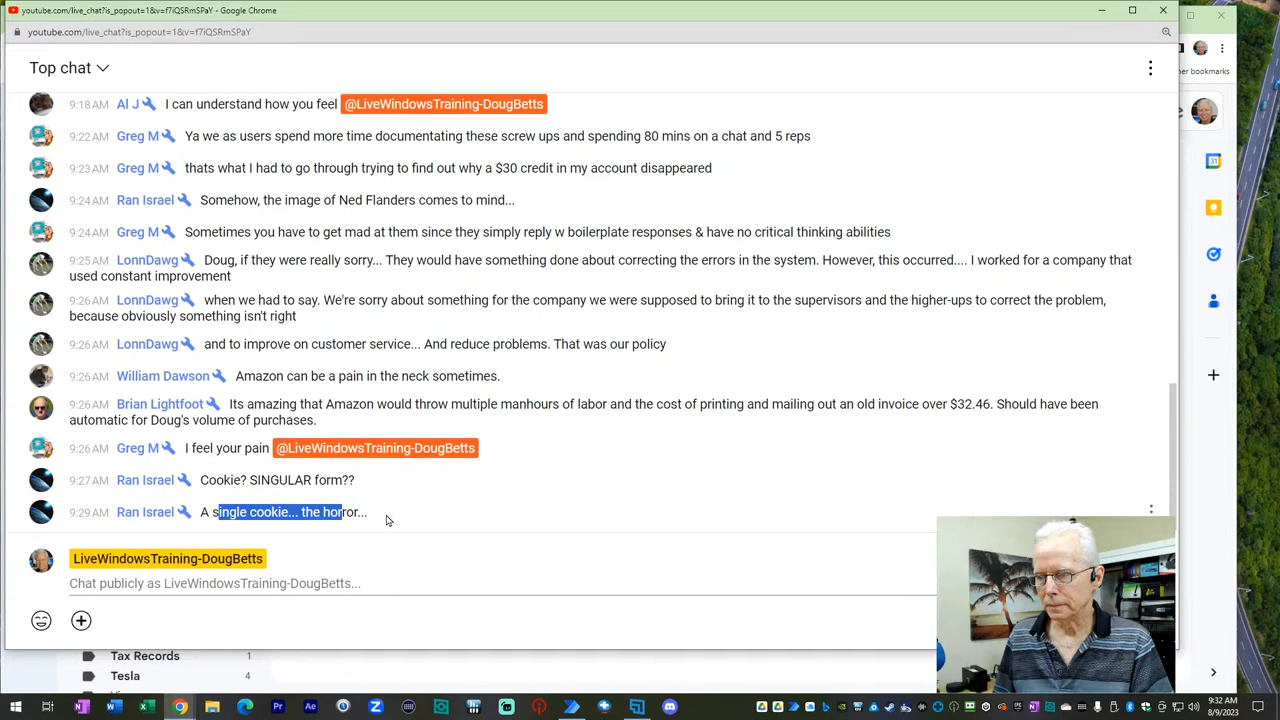 youtube.com/live_chat?is_popout=1&v=f7iQSRmSPaY - Google Chrome
youtube.com/live_chat?is_popout=1&v=f7iQSRmSPaY
Top chat
her bookmarks
9:18 AM Al J I can understand how you feel @LiveWindowsTraining-DougBetts
9:22 AM Greg M Ya we as users spend more time documentating these screw ups and spending 80 mins on a chat and 5 reps
9:23 AM Greg M thats what I had to go through trying to find out why a $30 credit in my account disappeared
9:24 AM Ran Israel Somehow, the image of Ned Flanders comes to mind...
9:24 AM Greg M Sometimes you have to get mad at them since they simply reply w boilerplate responses & have no critical thinking abilities
9:25 AM LonnDawg Doug, if they were really sorry... They would have something done about correcting the errors in the system. However, this occurred.... I worked for a company that
used constant improvement
9:26 AM LonnDawg when we had to say. We're sorry about something for the company we were supposed to bring it to the supervisors and the higher-ups to correct the problem,
because obviously something isn't right
9:26 AM LonnDawg and to improve on customer service... And reduce problems. That was our policy
9:26 AM William Dawson Amazon can be a pain in the neck sometimes.
9:26 AM Brian Lightfoot Its amazing that Amazon would throw multiple manhours of labor and the cost of printing and mailing out an old invoice over $32.46. Should have been
automatic for Doug's volume of purchases.
9:26 AM Greg M I feel your pain @LiveWindowsTraining-DougBetts
9:27 AM Ran Israel Cookie? SINGULAR form??
9:29 AM Ran Israel A single cookie... the horror...
LiveWindowsTraining-DougBetts
Chat publicly as LiveWindowsTraining-DougBetts...
Tax Records 1
Tesla 4
9:32 AM
8/9/2023